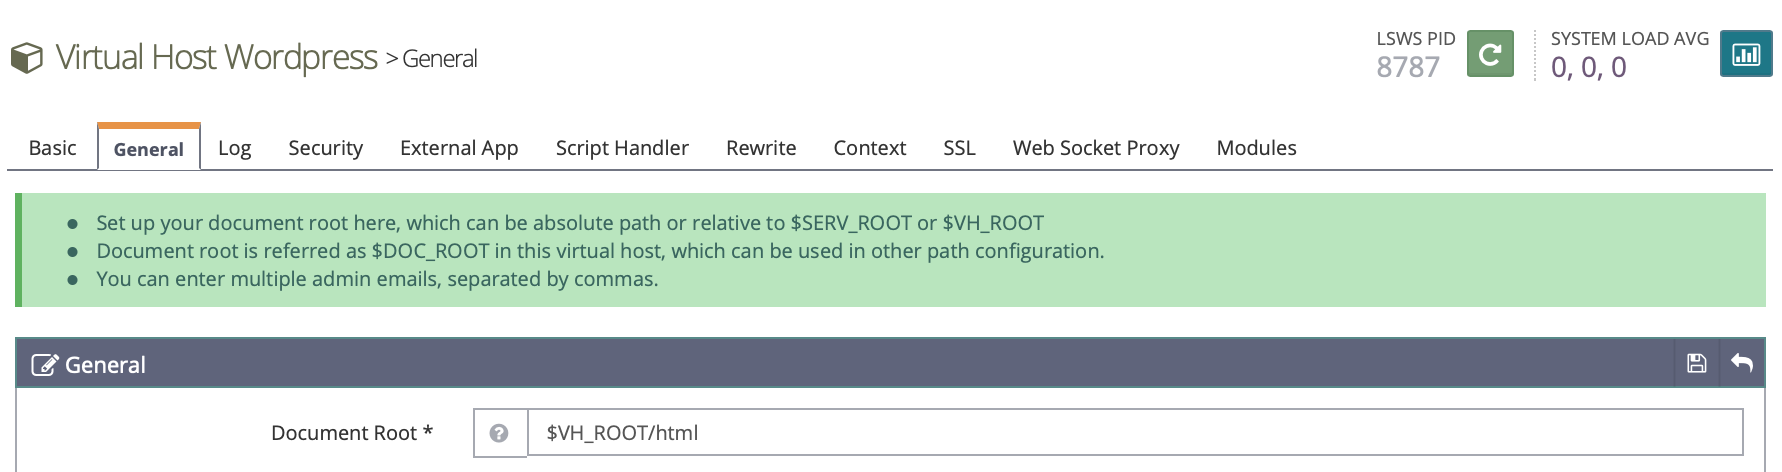 Virtual Host Wordpress > General
LSWS PID
8787
SYSTEM LOAD AVG
0, 0, 0
Basic General Log Security External App Script Handler Rewrite Context SSL Web Socket Proxy Modules
Set up your document root here, which can be absolute path or relative to $SERV_ROOT or $VH_ROOT
Document root is referred as $DOC_ROOT in this virtual host, which can be used in other path configuration.
You can enter multiple admin emails, separated by commas.
General
Document Root * $VH_ROOT/html